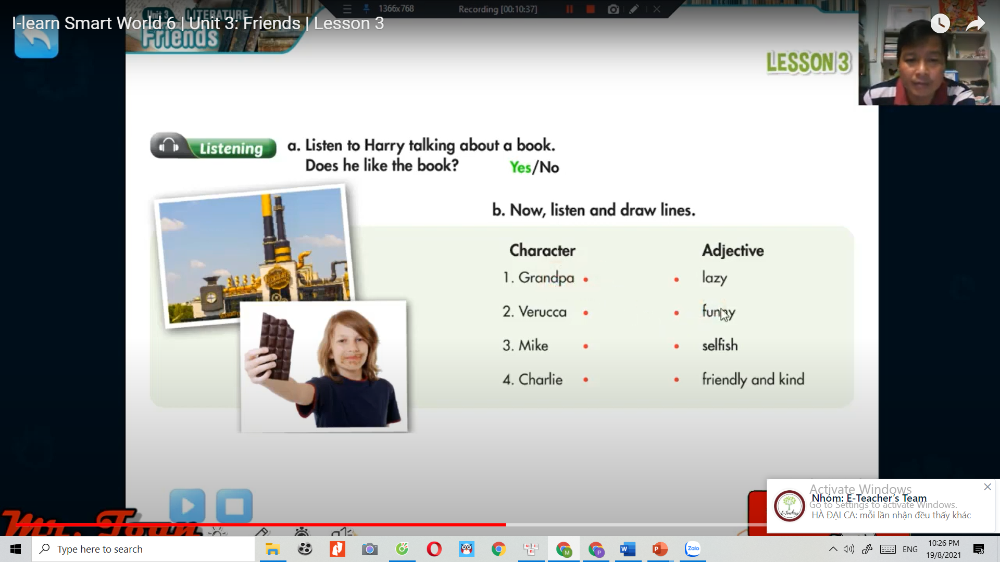 1366x768
Recording [00:10:37]
I-learn Smart World 6 | Unit 3: Friends | Lesson 3
Unit 3 LITERATURE
Friends
LESSON 3
Listening
a. Listen to Harry talking about a book.
Does he like the book? Yes/No
b. Now, listen and draw lines.
Character Adjective
1. Grandpa lazy
2. Verucca funny
3. Mike selfish
4. Charlie friendly and kind
Mr. Toan
Activate Windows
Go to Settings to activate Windows.
Nhóm: E-Teacher's Team
HÀ ĐẠI CA: mỗi lần nhận đều thấy khác
E-Teachers
Type here to search
Zalo
ENG
10:26 PM
19/8/2021